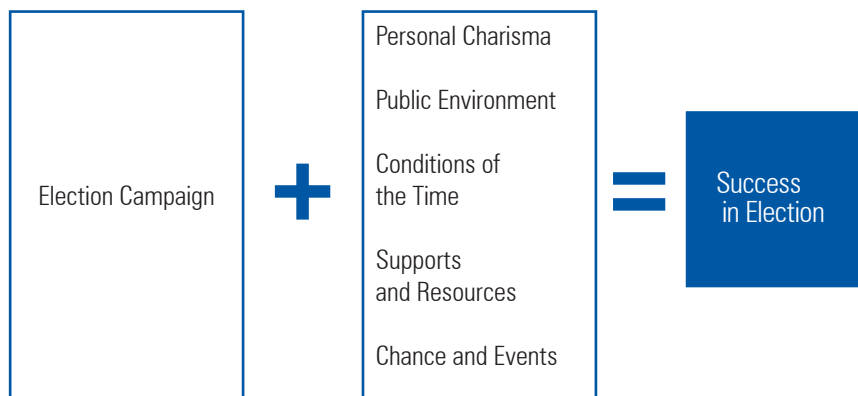 Election Campaign
+
Personal Charisma
Public Environment
Conditions of
the Time
Supports
and Resources
Chance and Events
=
Success
in Election